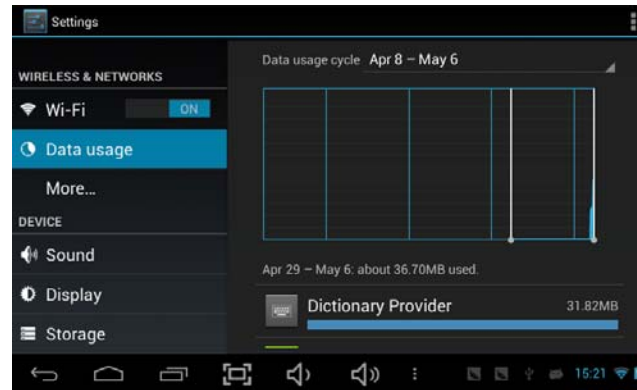 Settings
WIRELESS & NETWORKS
Wi-Fi ON
Data usage
More...
DEVICE
Sound
Display
Storage
Data usage cycle Apr 8 – May 6
Apr 29 – May 6: about 36.70MB used.
Dictionary Provider 31.82MB
15:21